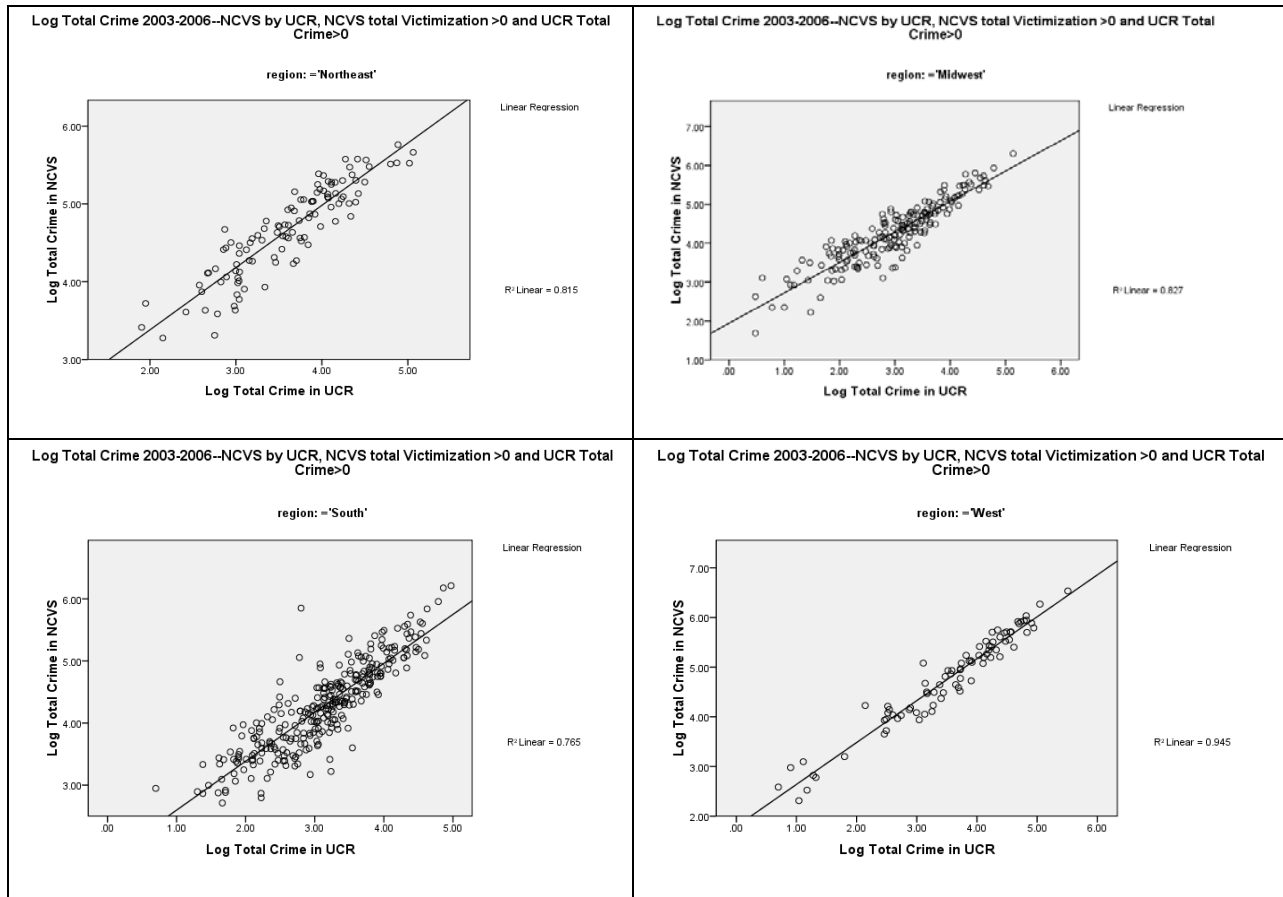 Log Total Crime 2003-2006--NCVS by UCR, NCVS total Victimization >0 and UCR Total
Crime>0
region: ='Northeast'
Linear Regression
Log Total Crime in NCVS
6.00
5.00
4.00
3.00
R² Linear = 0.815
2.00 3.00 4.00 5.00
Log Total Crime in UCR
Log Total Crime 2003-2006--NCVS by UCR, NCVS total Victimization >0 and UCR Total
Crime>0
region: ='Midwest'
Linear Regression
Log Total Crime in NCVS
7.00
6.00
5.00
4.00
3.00
2.00
1.00
R² Linear = 0.827
.00 1.00 2.00 3.00 4.00 5.00 6.00
Log Total Crime in UCR
Log Total Crime 2003-2006--NCVS by UCR, NCVS total Victimization >0 and UCR Total
Crime>0
region: ='South'
Linear Regression
Log Total Crime in NCVS
6.00
5.00
4.00
3.00
R² Linear = 0.765
.00 1.00 2.00 3.00 4.00 5.00
Log Total Crime in UCR
Log Total Crime 2003-2006--NCVS by UCR, NCVS total Victimization >0 and UCR Total
Crime>0
region: ='West'
Linear Regression
Log Total Crime in NCVS
7.00
6.00
5.00
4.00
3.00
2.00
R² Linear = 0.945
.00 1.00 2.00 3.00 4.00 5.00 6.00
Log Total Crime in UCR